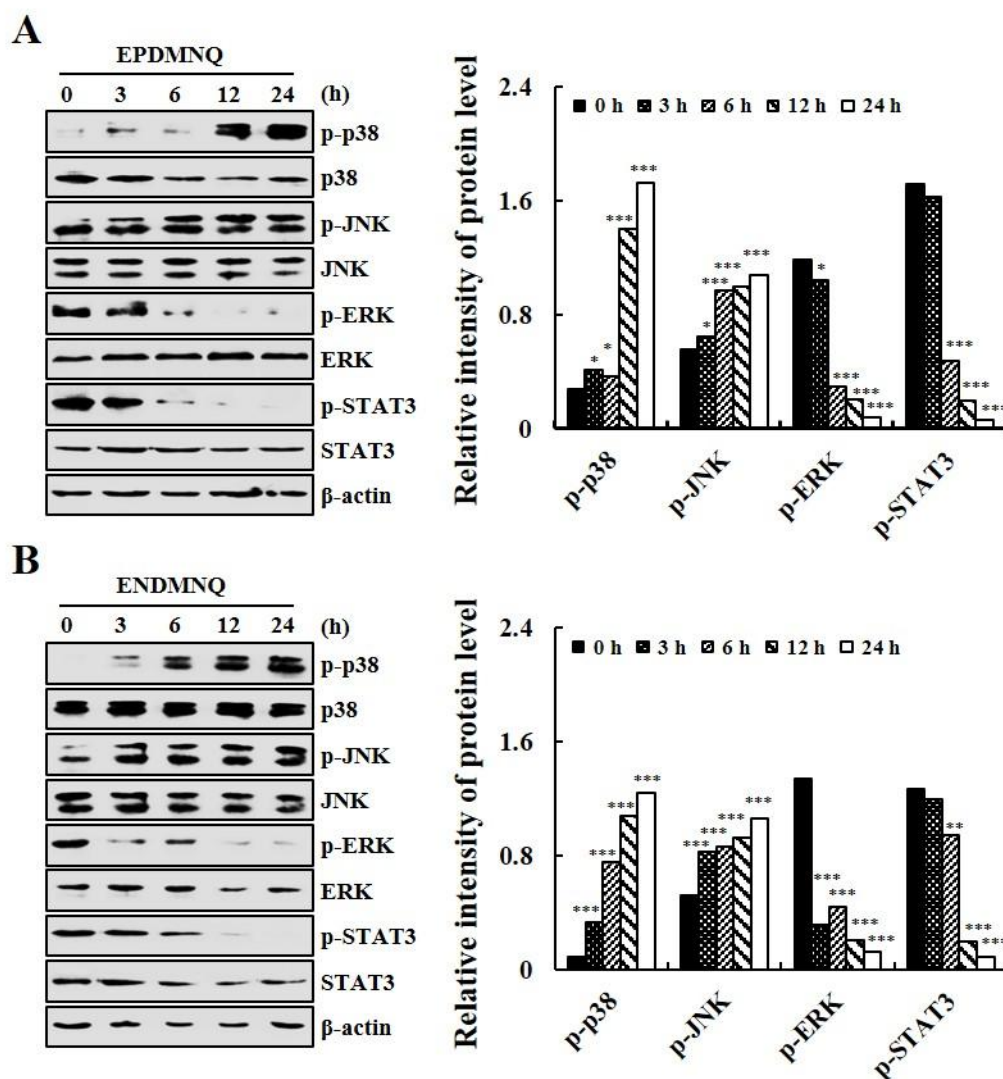 A
EPDMNQ
0 3 6 12 24 (h)
p-p38
p38
p-JNK
JNK
p-ERK
ERK
p-STAT3
STAT3
β-actin
Relative intensity of protein level
2.4
1.6
0.8
0
0 h 3 h 6 h 12 h 24 h
* * *** ***
* *** *** ***
* *** *** ***
*** *** ***
p-p38 p-JNK p-ERK p-STAT3
B
ENDMNQ
0 3 6 12 24 (h)
p-p38
p38
p-JNK
JNK
p-ERK
ERK
p-STAT3
STAT3
β-actin
Relative intensity of protein level
2.4
1.6
0.8
0
0 h 3 h 6 h 12 h 24 h
*** *** *** ***
*** *** *** ***
*** *** *** ***
** *** ***
p-p38 p-JNK p-ERK p-STAT3